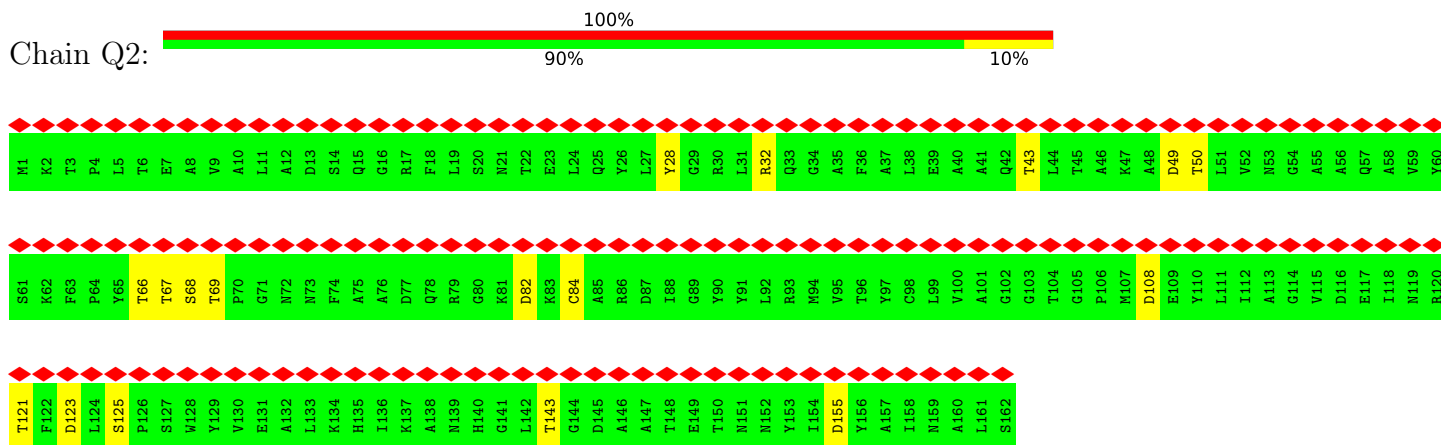 100%
Chain Q2:
90% 10%
M1 K2 T3 P4 L5 T6 E7 A8 V9 A10 L11 A12 D13 S14 Q15 G16 R17 F18 L19 S20 N21 T22 E23 L24 Q25 Y26 L27 Y28 G29 R30 L31 R32 Q33 G34 A35 F36 A37 L38 E39 A40 A41 Q42 T43 L44 T45 A46 K47 A48 D49 T50 L51 V52 N53 G54 A55 A56 Q57 A58 V59 Y60
S61 K62 F63 P64 Y65 T66 T67 S68 T69 P70 G71 N72 N73 F74 A75 A76 D77 Q78 R79 G80 K81 D82 K83 C84 A85 R86 D87 I88 G89 Y90 Y91 L92 R93 M94 V95 T96 Y97 C98 L99 V100 A101 G102 G103 T104 G105 P106 M107 D108 E109 Y110 L111 I112 A113 G114 V115 D116 E117 I118 N119 R120
T121 F122 D123 L124 S125 P126 S127 W128 Y129 V130 E131 A132 L133 K134 H135 I136 K137 A138 N139 H140 G141 L142 T143 G144 D145 A146 A147 T148 E149 T150 N151 N152 Y153 I154 D155 Y156 A157 I158 N159 A160 L161 S162